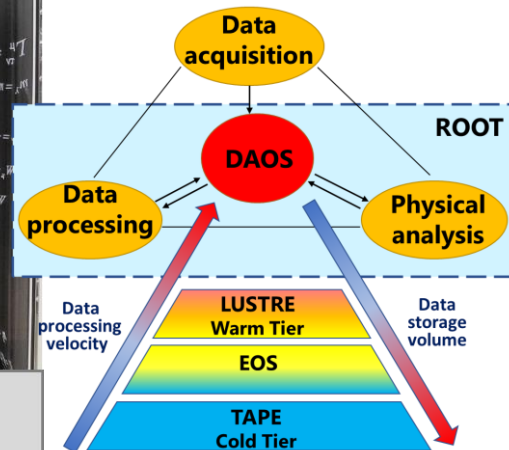 Data
acquisition
ROOT
DAOS
Data
processing
Physical
analysis
Data
processing
velocity
Data
storage
volume
LUSTRE
Warm Tier
EOS
TAPE
Cold Tier